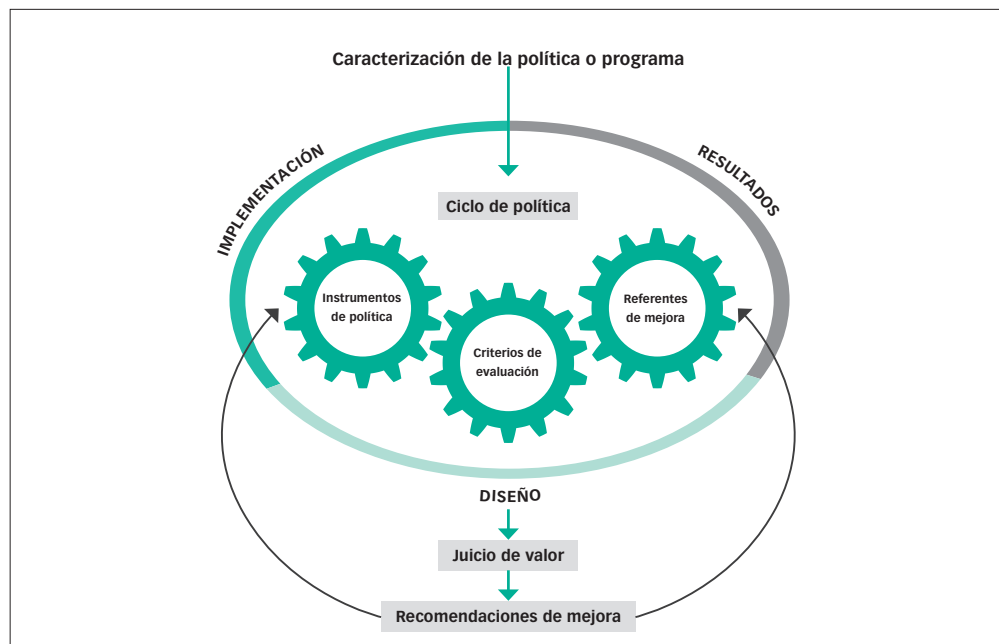 Caracterización de la política o programa
IMPLEMENTACIÓN
RESULTADOS
Ciclo de política
Instrumentos
de política
Criterios de
evaluación
Referentes
de mejora
DISEÑO
Juicio de valor
Recomendaciones de mejora